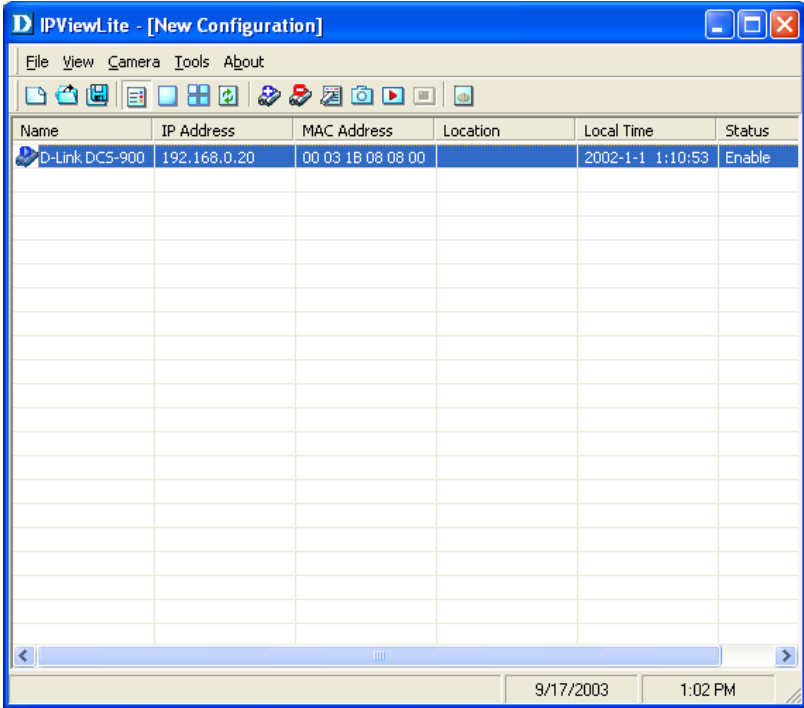 D IPViewLite - [New Configuration]
File View Camera Tools About
Name IP Address MAC Address Location Local Time Status
D-Link DCS-900 192.168.0.20 00 03 1B 08 08 00 2002-1-1 1:10:53 Enable
9/17/2003 1:02 PM